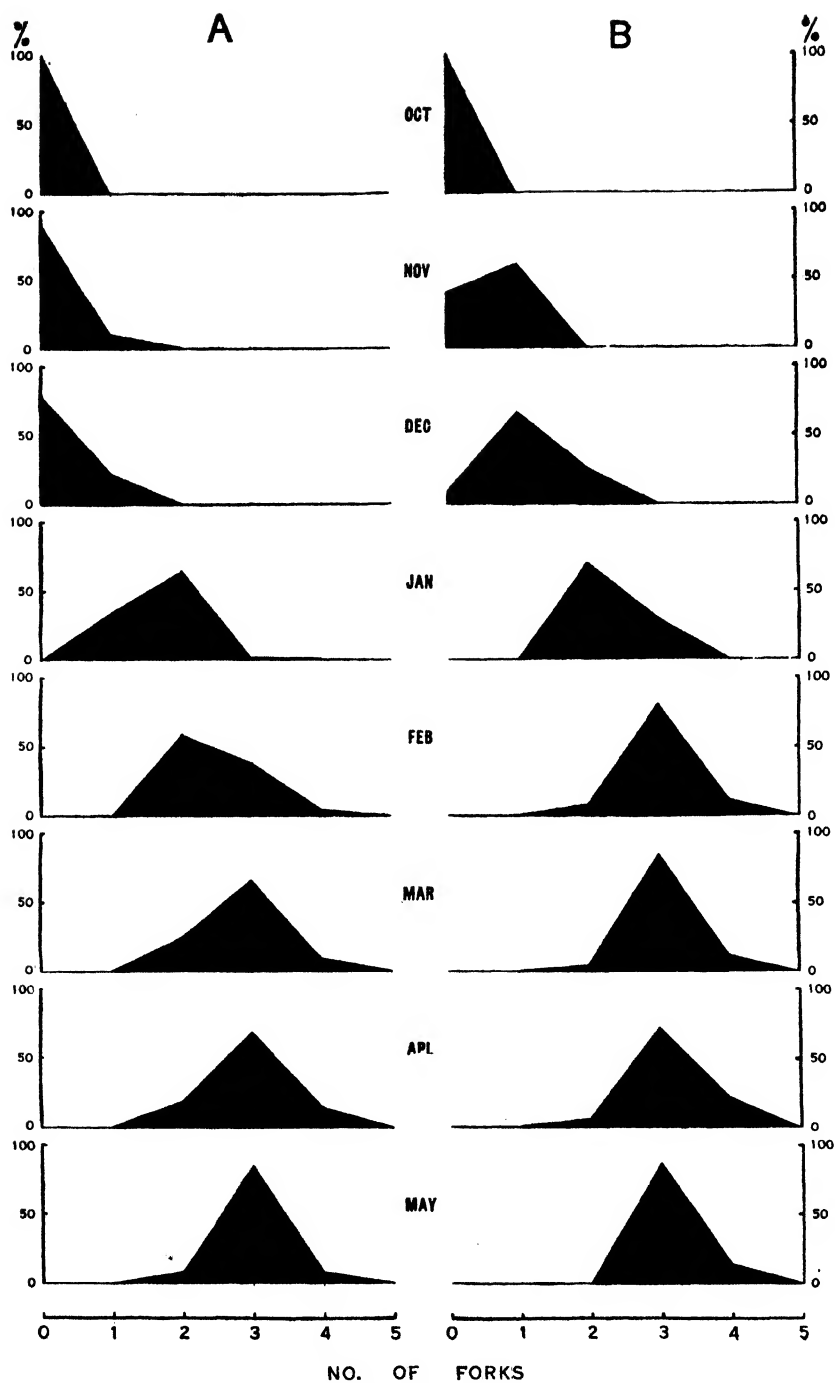 % A B %
100 100
50 OCT 50
0 0
100 100
50 NOV 50
0 0
100 100
50 DEC 50
0 0
100 100
50 JAN 50
0 0
100 100
50 FEB 50
0 0
100 100
50 MAR 50
0 0
100 100
50 APL 50
0 0
100 100
50 MAY 50
0 0
0 1 2 3 4 5 0 1 2 3 4 5
NO. OF FORKS